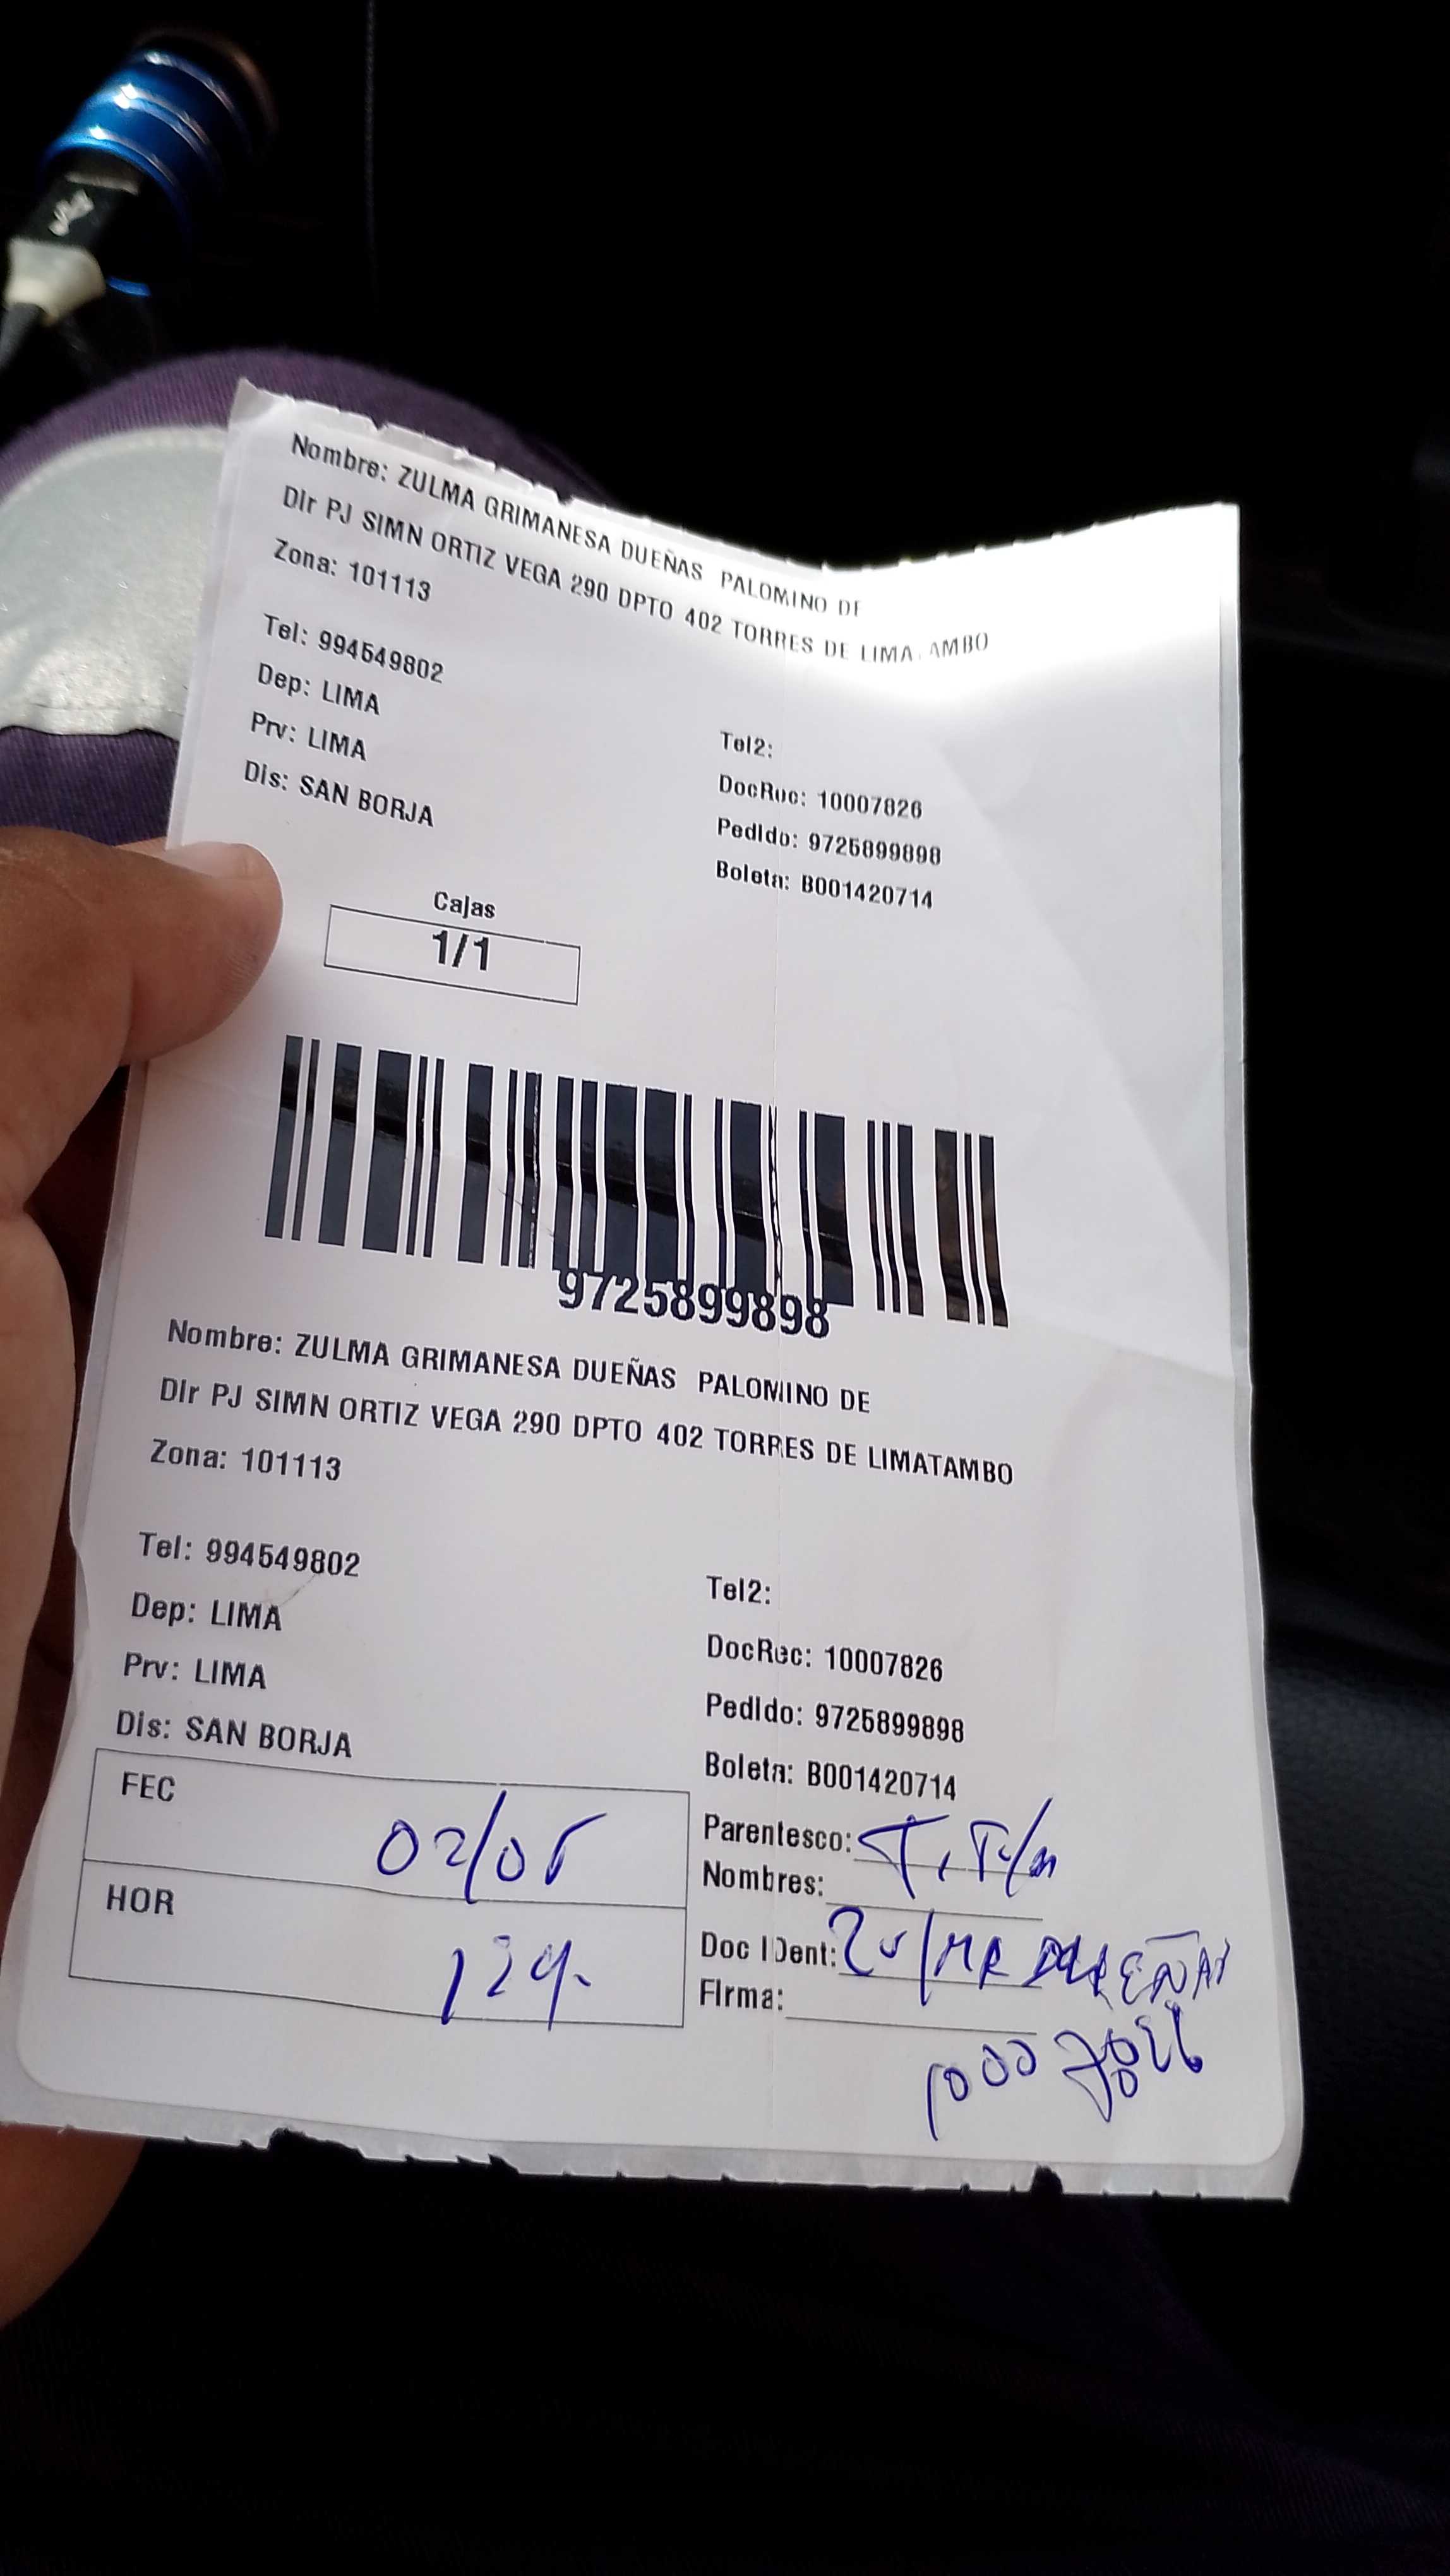 Nombre: ZULMA GRIMANESA DUEÑAS PALOMINO DE
Dir PJ SIMN ORTIZ VEGA 290 DPTO 402 TORRES DE LIMA AMBO
Zona: 101113
Tel: 994549802
Dep: LIMA
Prv: LIMA
Dis: SAN BORJA
Tel2:
DocRec: 10007826
Pedido: 9725899898
Boleta: B001420714
Cajas
1/1
9725899898
Nombre: ZULMA GRIMANESA DUEÑAS PALOMINO DE
Dir PJ SIMN ORTIZ VEGA 290 DPTO 402 TORRES DE LIMATAMBO
Zona: 101113
Tel: 994549802
Dep: LIMA
Prv: LIMA
Dis: SAN BORJA
Tel2:
DocRec: 10007826
Pedido: 9725899898
Boleta: B001420714
FEC 02/05
HOR
Parentesco:
Nombres:
Doc IDent: Zulma DUEÑAS
Firma: